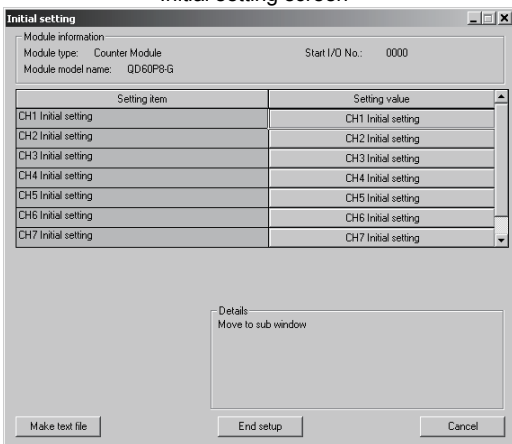 Initial setting screen
Initial setting
Module information
Module type: Counter Module Start I/O No.: 0000
Module model name: QD60P8-G
Setting item Setting value
CH1 Initial setting CH1 Initial setting
CH2 Initial setting CH2 Initial setting
CH3 Initial setting CH3 Initial setting
CH4 Initial setting CH4 Initial setting
CH5 Initial setting CH5 Initial setting
CH6 Initial setting CH6 Initial setting
CH7 Initial setting CH7 Initial setting
Details
Move to sub window
Make text file End setup Cancel